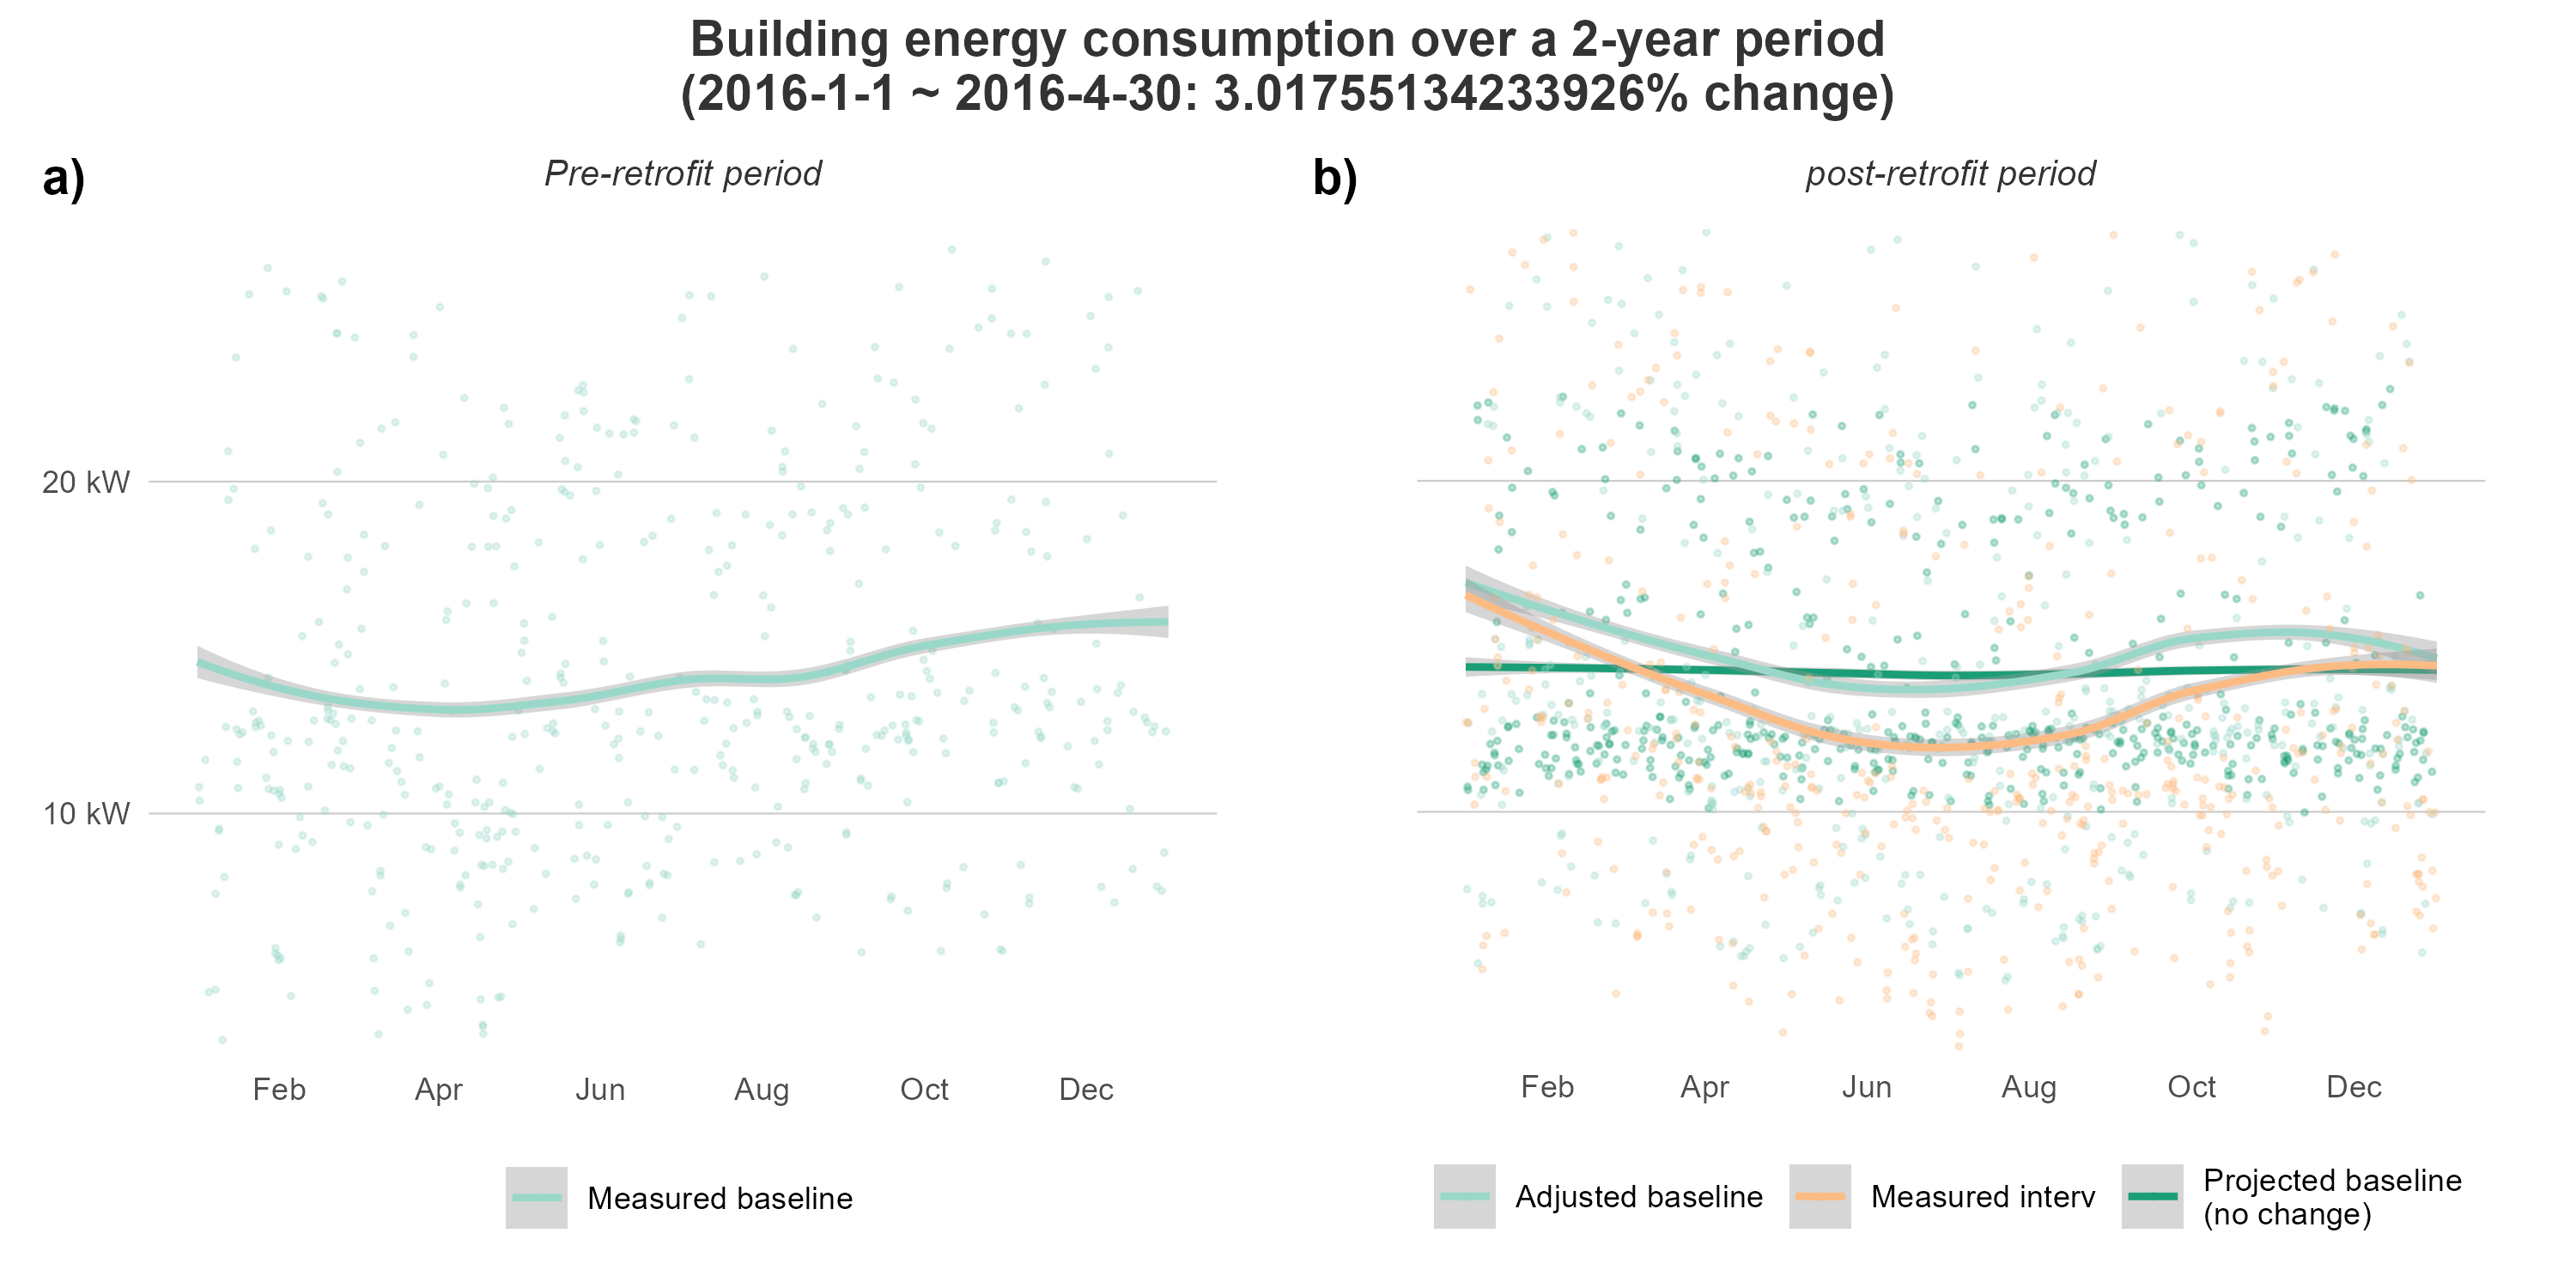 Building energy consumption over a 2-year period
(2016-1-1 ~ 2016-4-30: 3.01755134233926% change)
a)
Pre-retrofit period
20 kW
10 kW
Feb Apr Jun Aug Oct Dec
Measured baseline
b)
post-retrofit period
Feb Apr Jun Aug Oct Dec
Adjusted baseline
Measured interv
Projected baseline
(no change)